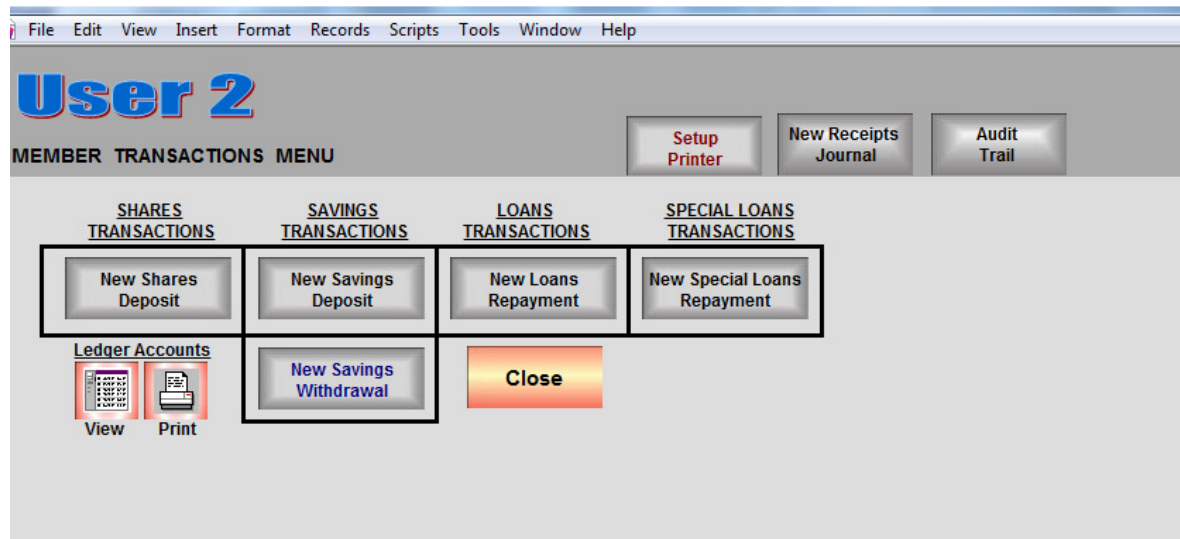 File Edit View Insert Format Records Scripts Tools Window Help
User 2
MEMBER TRANSACTIONS MENU
Setup
Printer
New Receipts
Journal
Audit
Trail
SHARES
TRANSACTIONS
SAVINGS
TRANSACTIONS
LOANS
TRANSACTIONS
SPECIAL LOANS
TRANSACTIONS
New Shares
Deposit
New Savings
Deposit
New Loans
Repayment
New Special Loans
Repayment
Ledger Accounts
View Print
New Savings
Withdrawal
Close